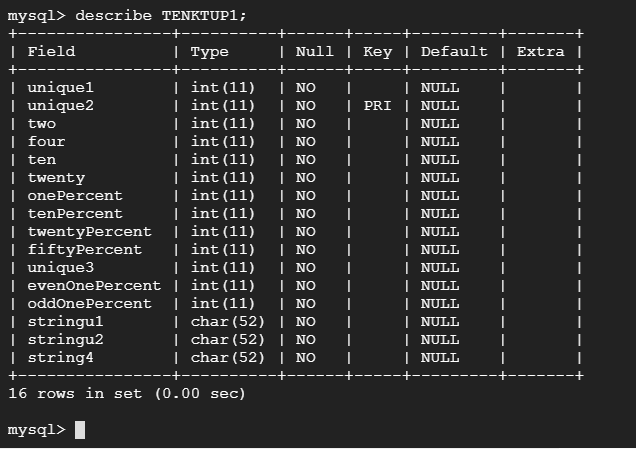 mysql> describe TENKTUP1;
+----------------+----------+------+-----+---------+-------+
| Field          | Type     | Null | Key | Default | Extra |
+----------------+----------+------+-----+---------+-------+
| unique1        | int(11)  | NO   |     | NULL    |       |
| unique2        | int(11)  | NO   | PRI | NULL    |       |
| two            | int(11)  | NO   |     | NULL    |       |
| four           | int(11)  | NO   |     | NULL    |       |
| ten            | int(11)  | NO   |     | NULL    |       |
| twenty         | int(11)  | NO   |     | NULL    |       |
| onePercent     | int(11)  | NO   |     | NULL    |       |
| tenPercent     | int(11)  | NO   |     | NULL    |       |
| twentyPercent  | int(11)  | NO   |     | NULL    |       |
| fiftyPercent   | int(11)  | NO   |     | NULL    |       |
| unique3        | int(11)  | NO   |     | NULL    |       |
| evenOnePercent | int(11)  | NO   |     | NULL    |       |
| oddOnePercent  | int(11)  | NO   |     | NULL    |       |
| stringu1       | char(52) | NO   |     | NULL    |       |
| stringu2       | char(52) | NO   |     | NULL    |       |
| string4        | char(52) | NO   |     | NULL    |       |
+----------------+----------+------+-----+---------+-------+
16 rows in set (0.00 sec)
mysql>